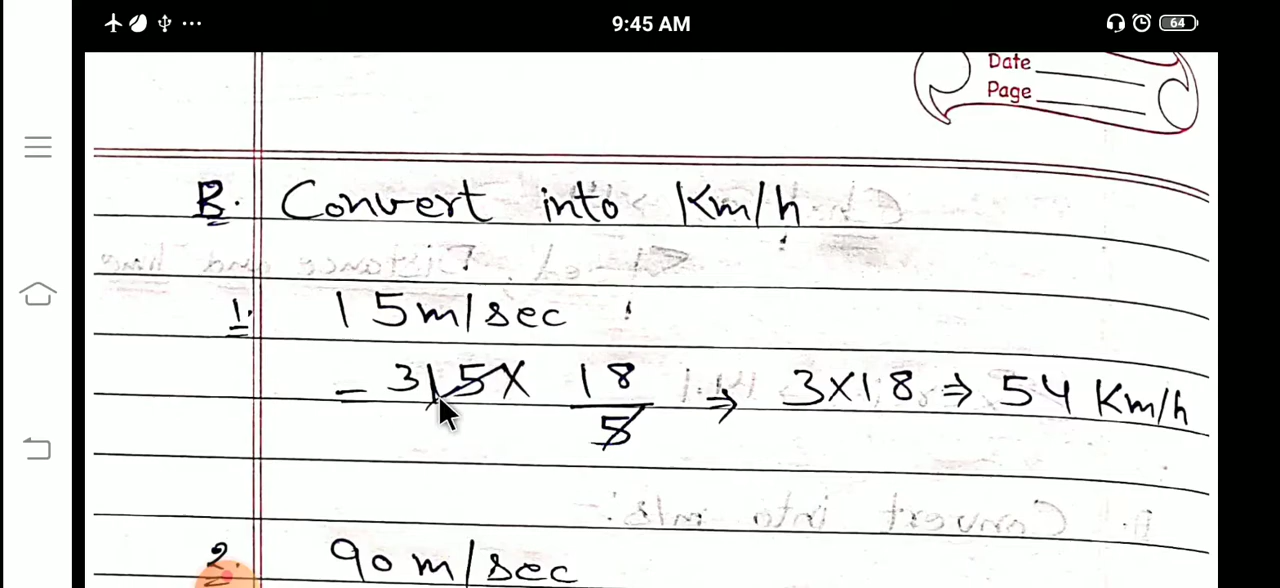 9:45 AM
64
Date
Page
B. Convert into Km/h
1. 15m/sec
= 3 15 X 18/5 ⇒ 3X18 ⇒ 54 Km/h
2. 90 m/sec